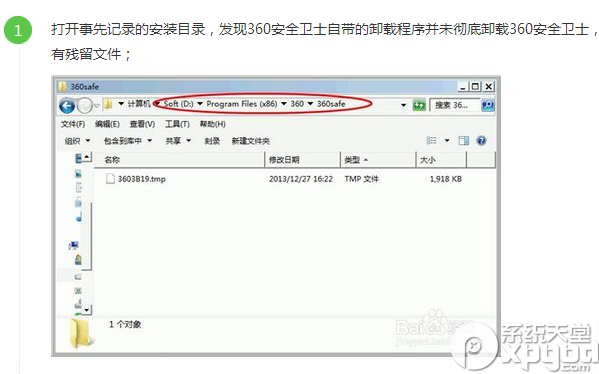 1
打开事先记录的安装目录，发现360安全卫士自带的卸载程序并未彻底卸载360安全卫士，
有残留文件；
360safe
计算机 Soft (D:) Program Files (x86) 360 360safe
搜索 36...
文件(F) 编辑(E) 查看(V) 工具(T) 帮助(H)
组织 包含到库中 共享 刻录 新建文件夹
名称 修改日期 类型 大小
3603B19.tmp 2013/12/27 16:22 TMP 文件 1,918 KB
1 个对象
Baidu
jingyan.baidu
系统天堂
xpgod